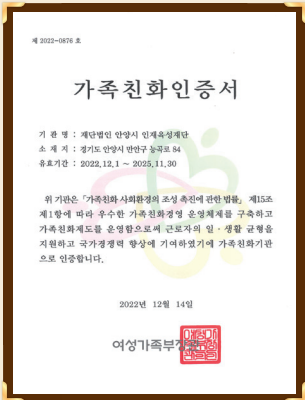 제 2022-0876 호
가족친화인증서
기 관 명 : 재단법인 안양시 인재육성재단
소 재 지 : 경기도 안양시 만안구 능곡로 84
유효기간 : 2022.12.1 ~ 2025.11.30
위 기관은 「가족친화 사회환경의 조성 촉진에 관한 법률」 제15조
제1항에 따라 우수한 가족친화경영 운영체제를 구축하고
가족친화제도를 운영함으로써 근로자의 일·생활 균형을
지원하고 국가경쟁력 향상에 기여하였기에 가족친화기관
으로 인증합니다.
2022년 12월 14일
여성가족부장관